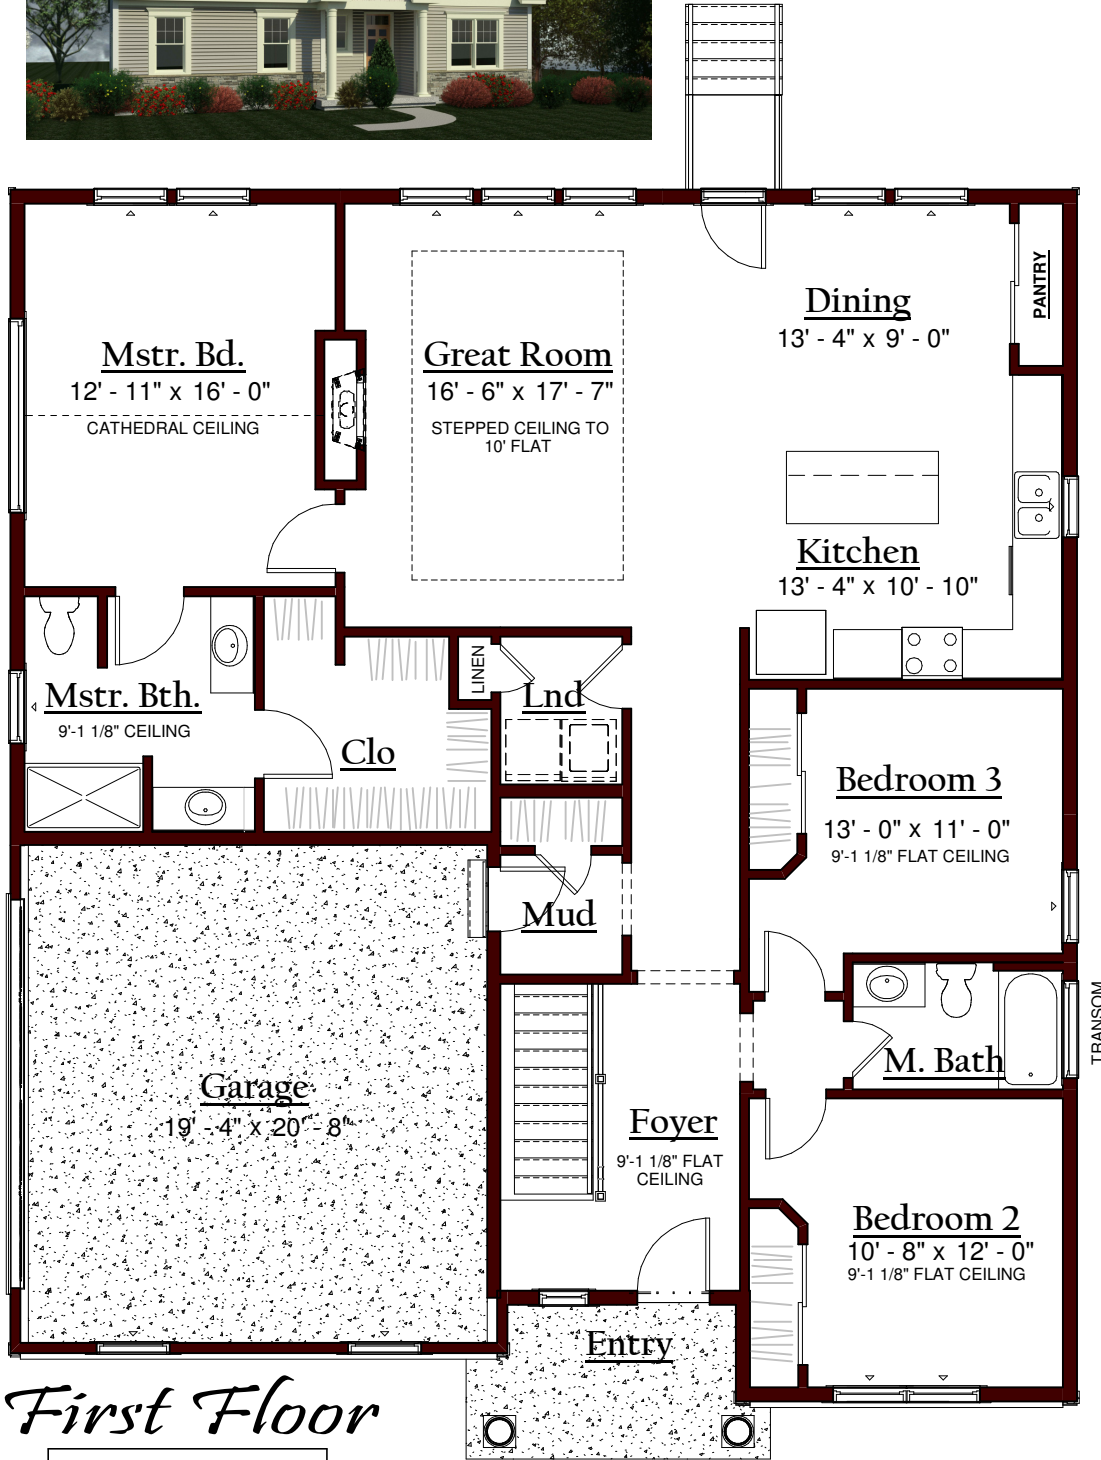 Mstr. Bd.
12' - 11" x 16' - 0"
CATHEDRAL CEILING
Great Room
16' - 6" x 17' - 7"
STEPPED CEILING TO
10' FLAT
Dining
13' - 4" x 9' - 0"
PANTRY
Kitchen
13' - 4" x 10' - 10"
Mstr. Bth.
9'-1 1/8" CEILING
Clo
LINEN
Lnd
Bedroom 3
13' - 0" x 11' - 0"
9'-1 1/8" FLAT CEILING
Mud
TRANSOM
M. Bath
Garage
19' - 4" x 20' - 8"
Foyer
9'-1 1/8" FLAT
CEILING
Bedroom 2
10' - 8" x 12' - 0"
9'-1 1/8" FLAT CEILING
Entry
First Floor